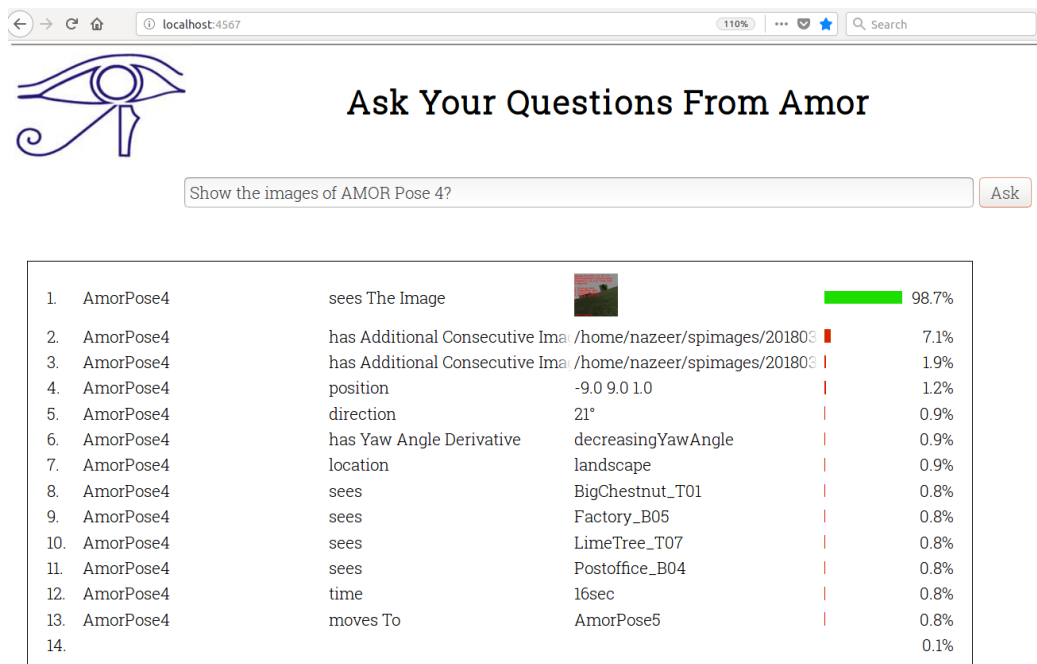 localhost:4567
110%
Search
Ask Your Questions From Amor
Show the images of AMOR Pose 4?
Ask
1. AmorPose4 sees The Image 98.7%
2. AmorPose4 has Additional Consecutive Ima /home/nazeer/spimages/201803 7.1%
3. AmorPose4 has Additional Consecutive Ima /home/nazeer/spimages/201803 1.9%
4. AmorPose4 position -9.0 9.0 1.0 1.2%
5. AmorPose4 direction 21° 0.9%
6. AmorPose4 has Yaw Angle Derivative decreasingYawAngle 0.9%
7. AmorPose4 location landscape 0.9%
8. AmorPose4 sees BigChestnut_T01 0.8%
9. AmorPose4 sees Factory_B05 0.8%
10. AmorPose4 sees LimeTree_T07 0.8%
11. AmorPose4 sees Postoffice_B04 0.8%
12. AmorPose4 time 16sec 0.8%
13. AmorPose4 moves To AmorPose5 0.8%
14. 0.1%